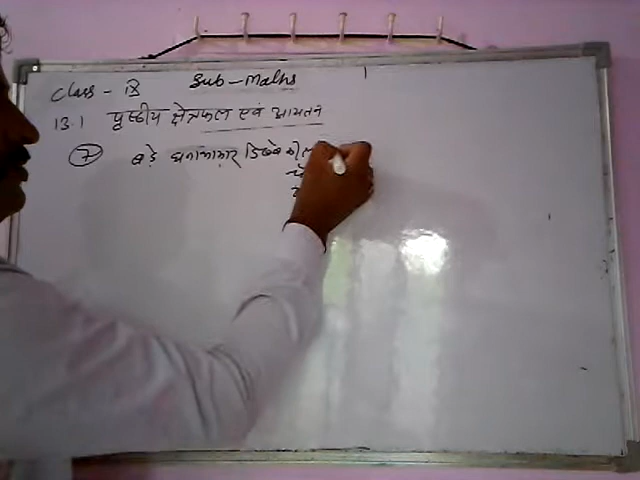 Class - IX Sub - Maths
13.1 पृष्ठीय क्षेत्रफल एवं आयतन
7 बड़े घनाभाकार डिब्बे की